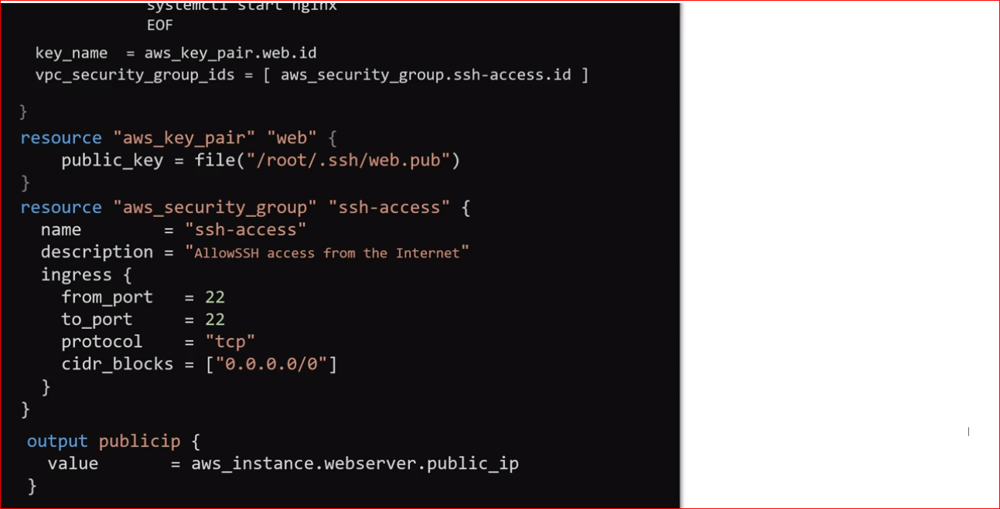 systemctl start nginx
EOF
key_name = aws_key_pair.web.id
vpc_security_group_ids = [ aws_security_group.ssh-access.id ]
}
resource "aws_key_pair" "web" {
public_key = file("/root/.ssh/web.pub")
}
resource "aws_security_group" "ssh-access" {
name = "ssh-access"
description = "AllowSSH access from the Internet"
ingress {
from_port = 22
to_port = 22
protocol = "tcp"
cidr_blocks = ["0.0.0.0/0"]
}
}
output publicip {
value = aws_instance.webserver.public_ip
}